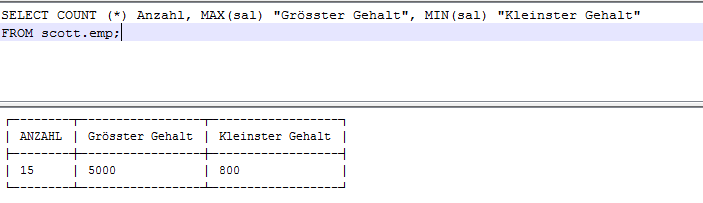 SELECT COUNT (*) Anzahl, MAX(sal) "Grösster Gehalt", MIN(sal) "Kleinster Gehalt"
FROM scott.emp;
ANZAHL | Grösster Gehalt | Kleinster Gehalt
15 | 5000 | 800